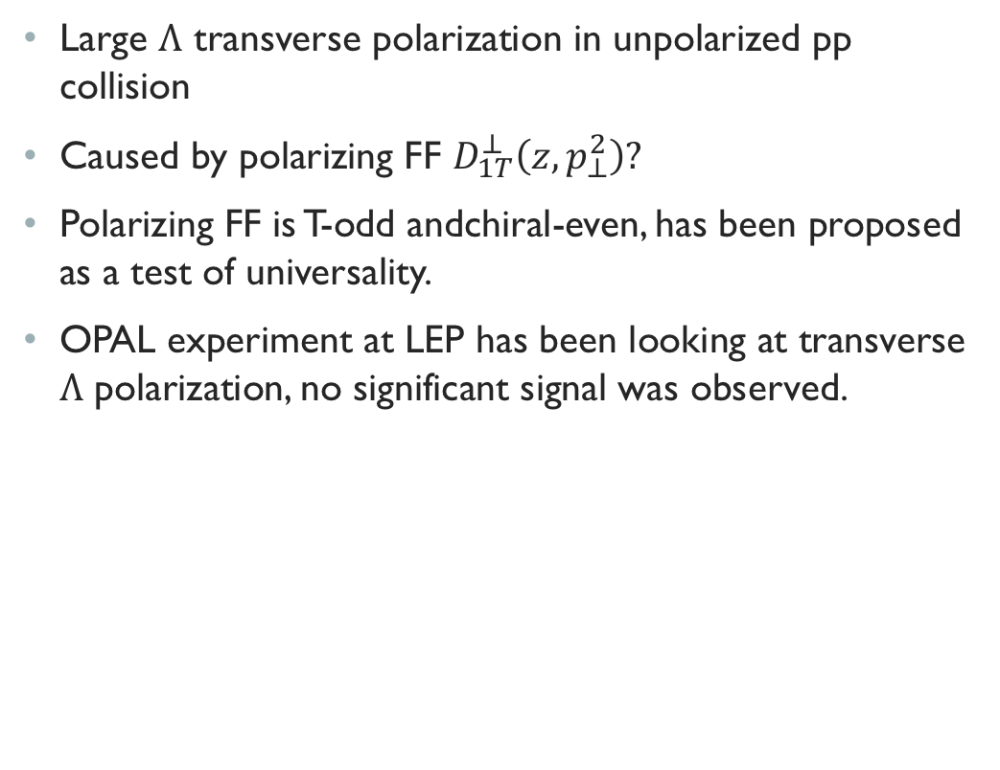 • Large Λ transverse polarization in unpolarized pp
collision
• Caused by polarizing FF $D_{1T}^{\perp}(z, p_{\perp}^{2})$?
• Polarizing FF is T-odd andchiral-even, has been proposed
as a test of universality.
• OPAL experiment at LEP has been looking at transverse
Λ polarization, no significant signal was observed.